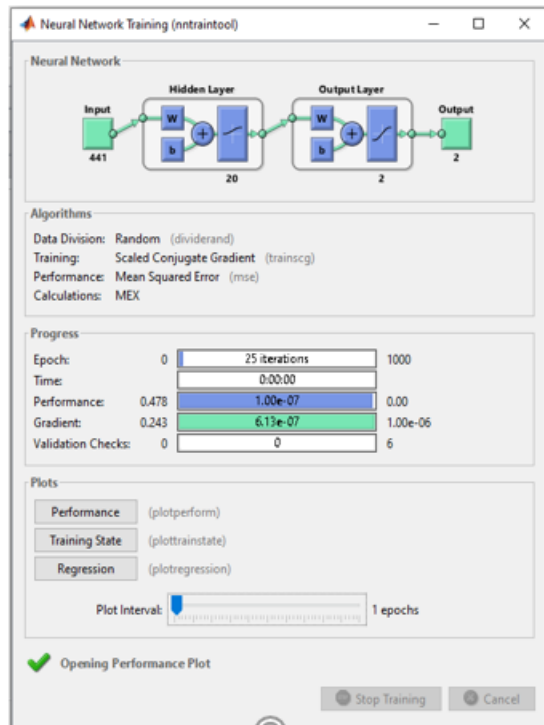 Neural Network Training (nntraintool)
Neural Network
Hidden Layer Output Layer
Input Output
W W
b b
441 20 2 2
Algorithms
Data Division: Random (dividerand)
Training: Scaled Conjugate Gradient (trainscg)
Performance: Mean Squared Error (mse)
Calculations: MEX
Progress
Epoch: 0 25 iterations 1000
Time: 0:00:00
Performance: 0.478 1.00e-07 0.00
Gradient: 0.243 6.13e-07 1.00e-06
Validation Checks: 0 0 6
Plots
Performance (plotperform)
Training State (plottrainstate)
Regression (plotregression)
Plot Interval: 1 epochs
Opening Performance Plot
Stop Training Cancel